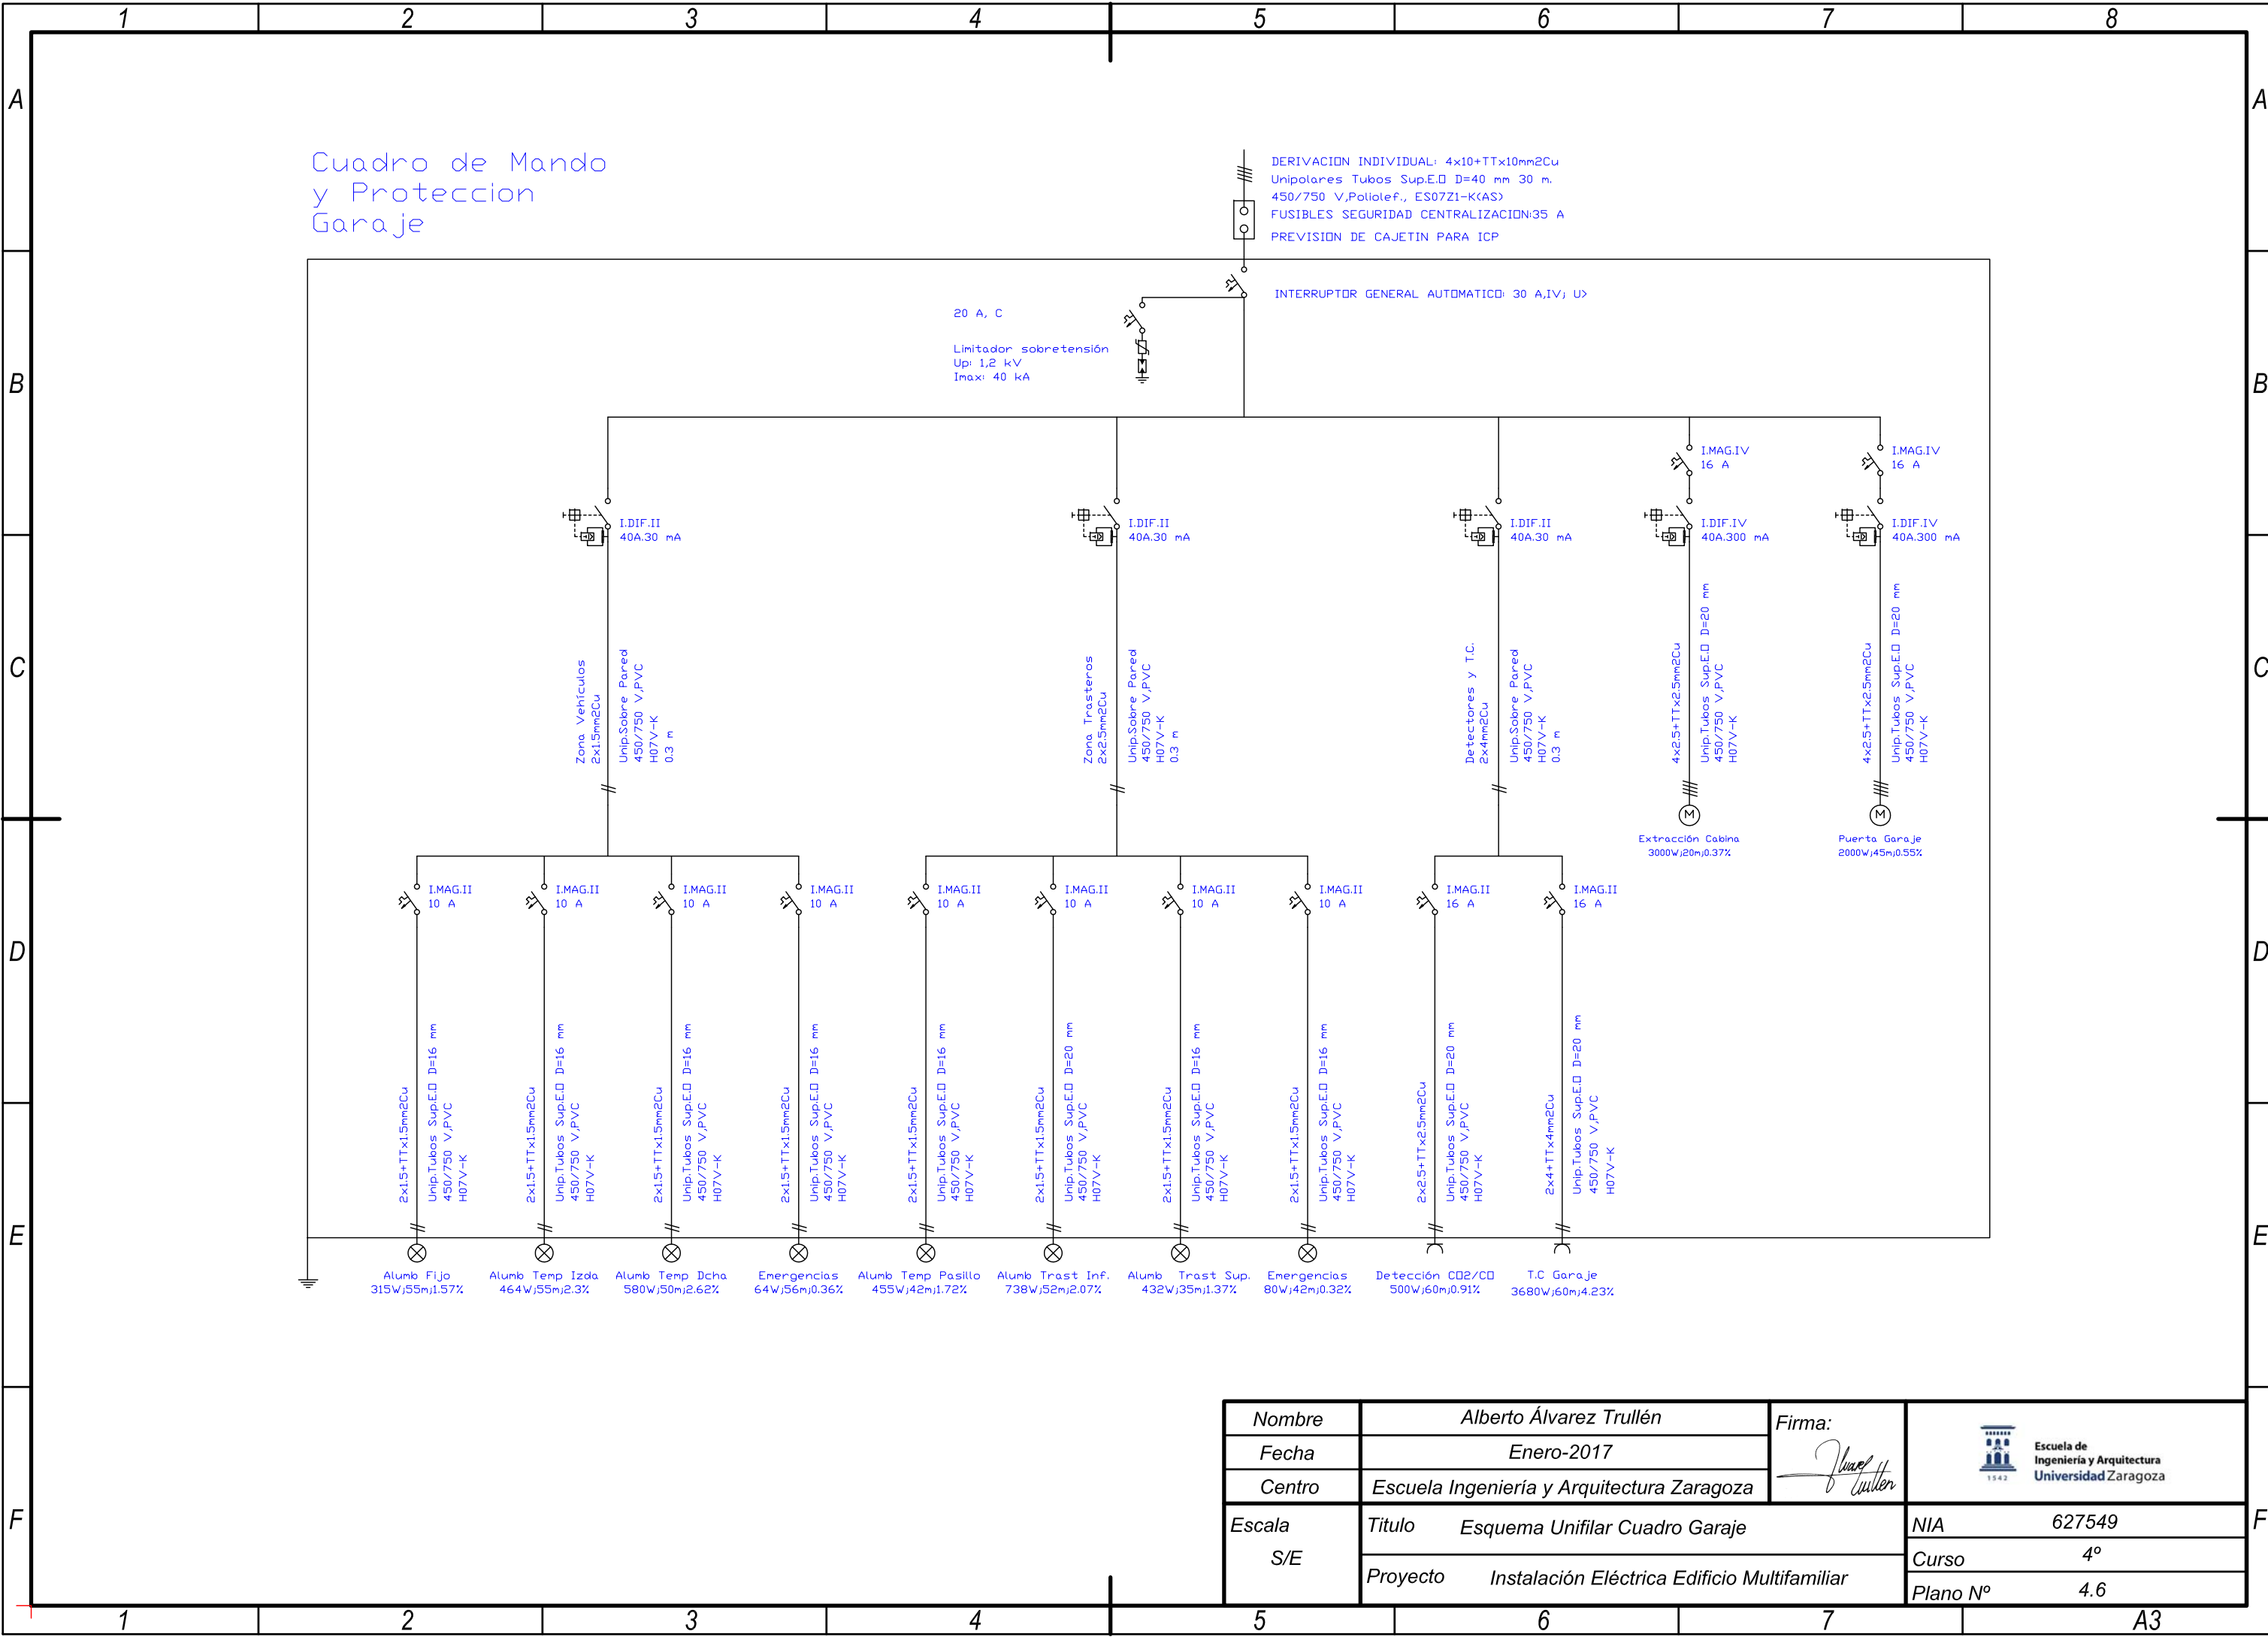 1 2 3 4 5 6 7 8
A A
B B
C C
D D
E E
F F
Cuadro de Mando
y Proteccion
Garaje
DERIVACION INDIVIDUAL: 4x10+TTx10mm2Cu
Unipolares Tubos Sup.E.O D=40 mm 30 m.
450/750 V,Poliolef., ES07Z1-K(AS)
FUSIBLES SEGURIDAD CENTRALIZACION:35 A
PREVISION DE CAJETIN PARA ICP
INTERRUPTOR GENERAL AUTOMATICO: 30 A,IV; U>
20 A, C
Limitador sobretensión
Up: 1,2 kV
Imax: 40 kA
I.MAG.IV
16 A
I.MAG.IV
16 A
I.DIF.II
40A.30 mA
I.DIF.II
40A.30 mA
I.DIF.II
40A.30 mA
I.DIF.IV
40A.300 mA
I.DIF.IV
40A.300 mA
Zona Vehículos
2x1.5mm2Cu
Unip.Sobre Pared
450/750 V,PVC
H07V-K
0.3 m
Zona Trasteros
2x2.5mm2Cu
Unip.Sobre Pared
450/750 V,PVC
H07V-K
0.3 m
Detectores y T.C.
2x4mm2Cu
Unip.Sobre Pared
450/750 V,PVC
H07V-K
0.3 m
4x2.5+TTx2.5mm2Cu
Unip.Tubos Sup.E.O D=20 mm
450/750 V,PVC
H07V-K
4x2.5+TTx2.5mm2Cu
Unip.Tubos Sup.E.O D=20 mm
450/750 V,PVC
H07V-K
M
M
Extracción Cabina
3000W;20m;0.37%
Puerta Garaje
2000W;45m;0.55%
I.MAG.II
10 A
I.MAG.II
10 A
I.MAG.II
10 A
I.MAG.II
10 A
I.MAG.II
10 A
I.MAG.II
10 A
I.MAG.II
10 A
I.MAG.II
10 A
I.MAG.II
16 A
I.MAG.II
16 A
2x1.5+TTx1.5mm2Cu
Unip.Tubos Sup.E.O D=16 mm
450/750 V,PVC
H07V-K
2x1.5+TTx1.5mm2Cu
Unip.Tubos Sup.E.O D=16 mm
450/750 V,PVC
H07V-K
2x1.5+TTx1.5mm2Cu
Unip.Tubos Sup.E.O D=16 mm
450/750 V,PVC
H07V-K
2x1.5+TTx1.5mm2Cu
Unip.Tubos Sup.E.O D=16 mm
450/750 V,PVC
H07V-K
2x1.5+TTx1.5mm2Cu
Unip.Tubos Sup.E.O D=16 mm
450/750 V,PVC
H07V-K
2x1.5+TTx1.5mm2Cu
Unip.Tubos Sup.E.O D=20 mm
450/750 V,PVC
H07V-K
2x1.5+TTx1.5mm2Cu
Unip.Tubos Sup.E.O D=16 mm
450/750 V,PVC
H07V-K
2x1.5+TTx1.5mm2Cu
Unip.Tubos Sup.E.O D=16 mm
450/750 V,PVC
H07V-K
2x2.5+TTx2.5mm2Cu
Unip.Tubos Sup.E.O D=20 mm
450/750 V,PVC
H07V-K
2x4+TTx4mm2Cu
Unip.Tubos Sup.E.O D=20 mm
450/750 V,PVC
H07V-K
Alumb Fijo
315W;55m;1.57%
Alumb Temp Izda
464W;55m;2.3%
Alumb Temp Dcha
580W;50m;2.62%
Emergencias
64W;56m;0.36%
Alumb Temp Pasillo
455W;42m;1.72%
Alumb Trast Inf.
738W;52m;2.07%
Alumb Trast Sup.
432W;35m;1.37%
Emergencias
80W;42m;0.32%
Detección CO2/CO
500W;60m;0.91%
T.C Garaje
3680W;60m;4.23%
Nombre Alberto Álvarez Trullén
Fecha Enero-2017
Centro Escuela Ingeniería y Arquitectura Zaragoza
Firma:
Álvarez
Trullén
1542
Escuela de
Ingeniería y Arquitectura
Universidad Zaragoza
Escala
S/E
Titulo Esquema Unifilar Cuadro Garaje
Proyecto Instalación Eléctrica Edificio Multifamiliar
NIA 627549
Curso 4º
Plano Nº 4.6
1 2 3 4 5 6 7 A3